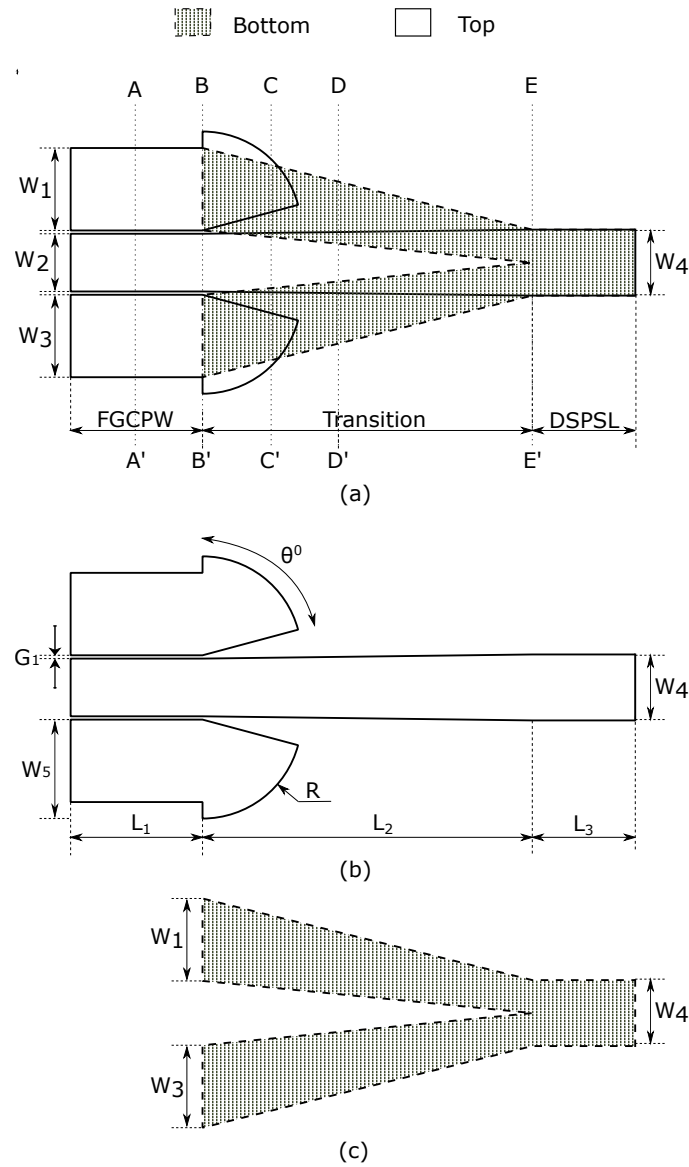 Bottom Top
A B C D E
W1
W2
W3
W4
FGCPW Transition DSPSL
A' B' C' D' E'
(a)
θ⁰
G1
W4
W5
R
L1 L2 L3
(b)
W1
W4
W3
(c)